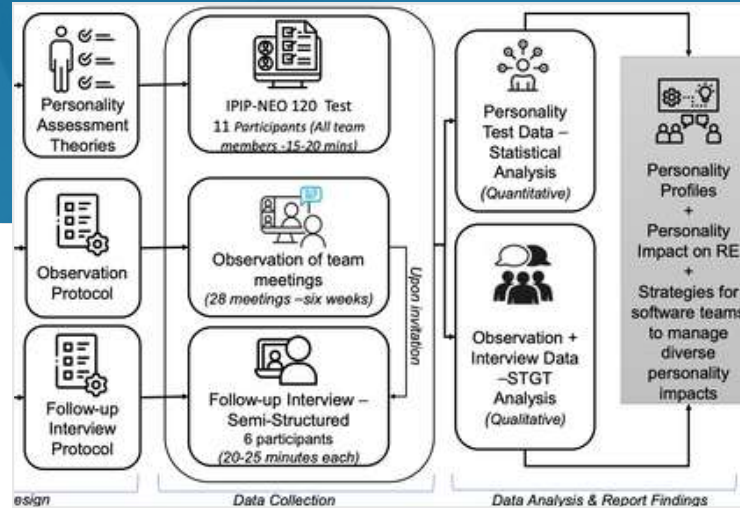 Personality
Assessment
Theories
IPIP-NEO 120 Test
11 Participants (All team
members -15-20 mins)
Personality
Test Data –
Statistical
Analysis
(Quantitative)
Observation
Protocol
Observation of team
meetings
(28 meetings –six weeks)
Upon invitation
Follow-up
Interview
Protocol
Follow-up Interview –
Semi-Structured
6 participants
(20-25 minutes each)
Observation +
Interview Data
–STGT
Analysis
(Qualitative)
Personality
Profiles
+
Personality
Impact on RE
+
Strategies for
software teams
to manage
diverse
personality
impacts
esign
Data Collection
Data Analysis & Report Findings